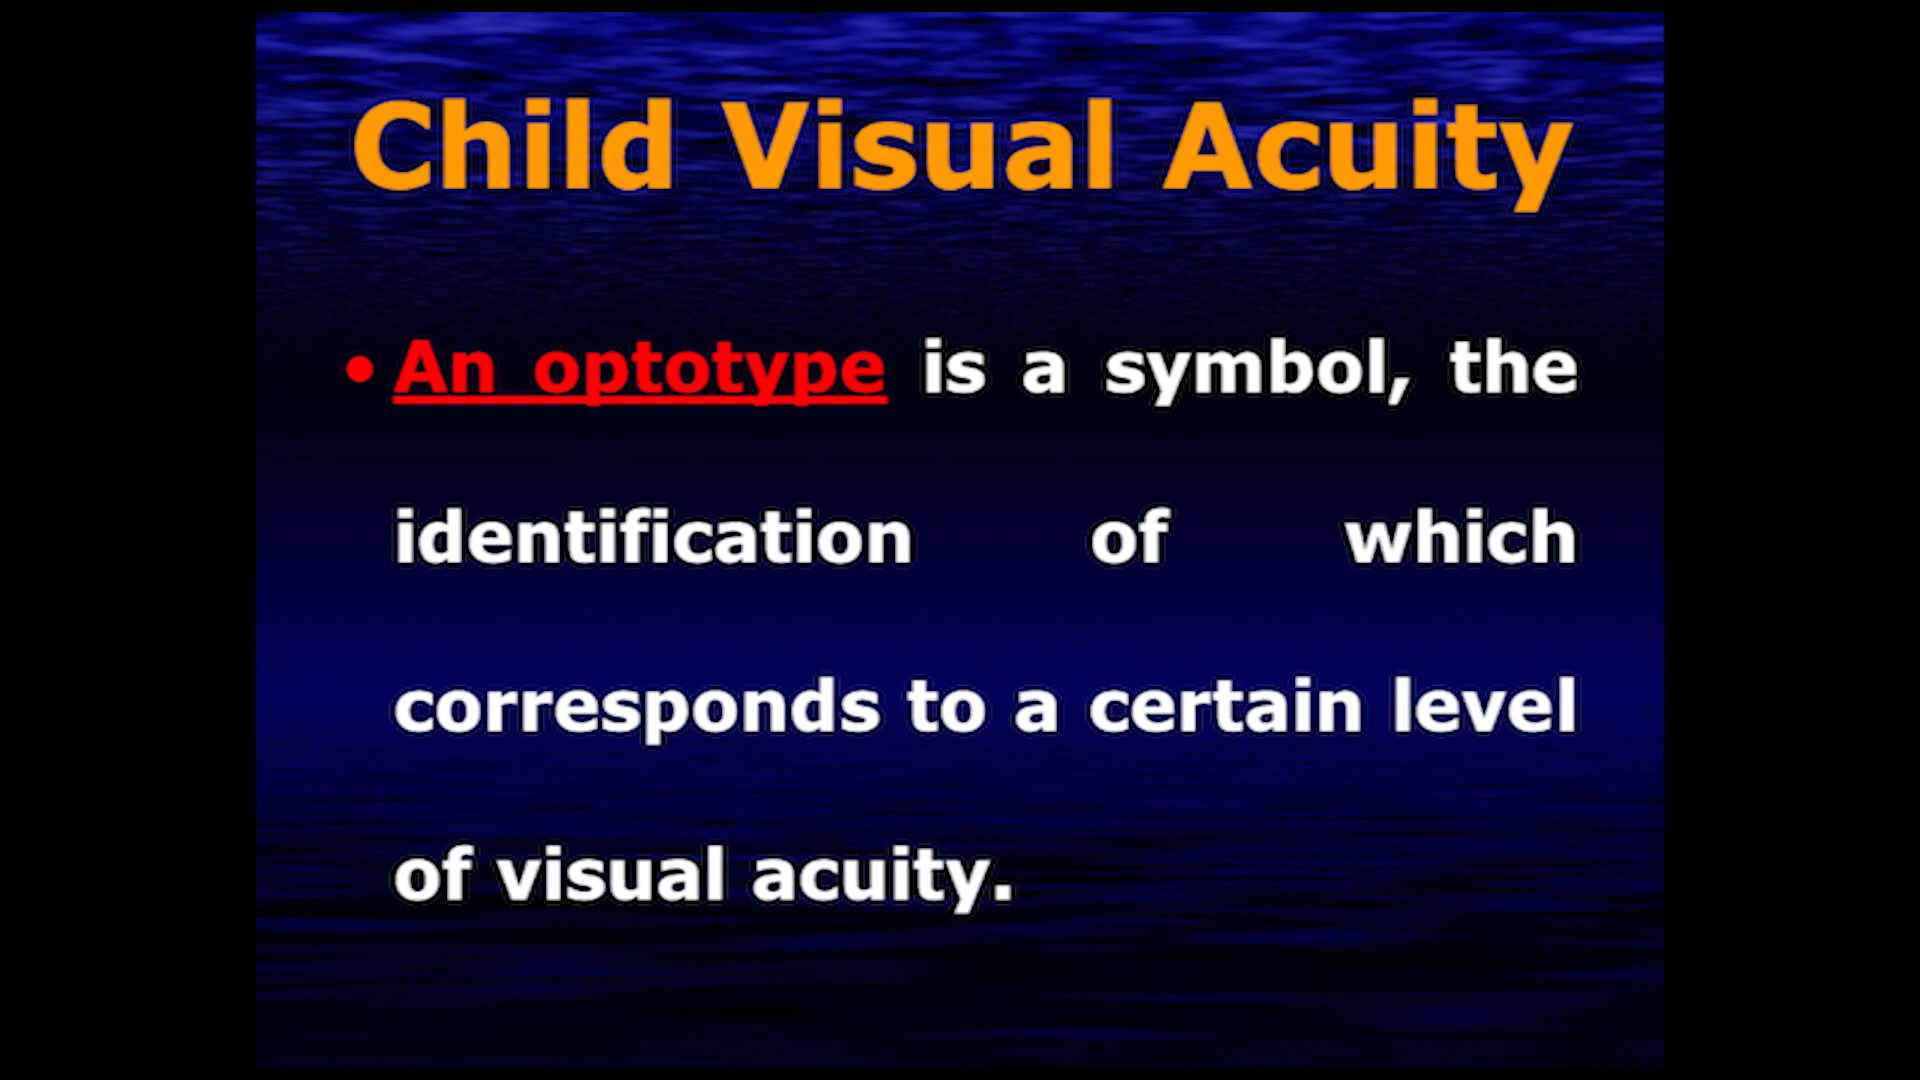 Child Visual Acuity
• An optotype is a symbol, the
identification of which
corresponds to a certain level
of visual acuity.